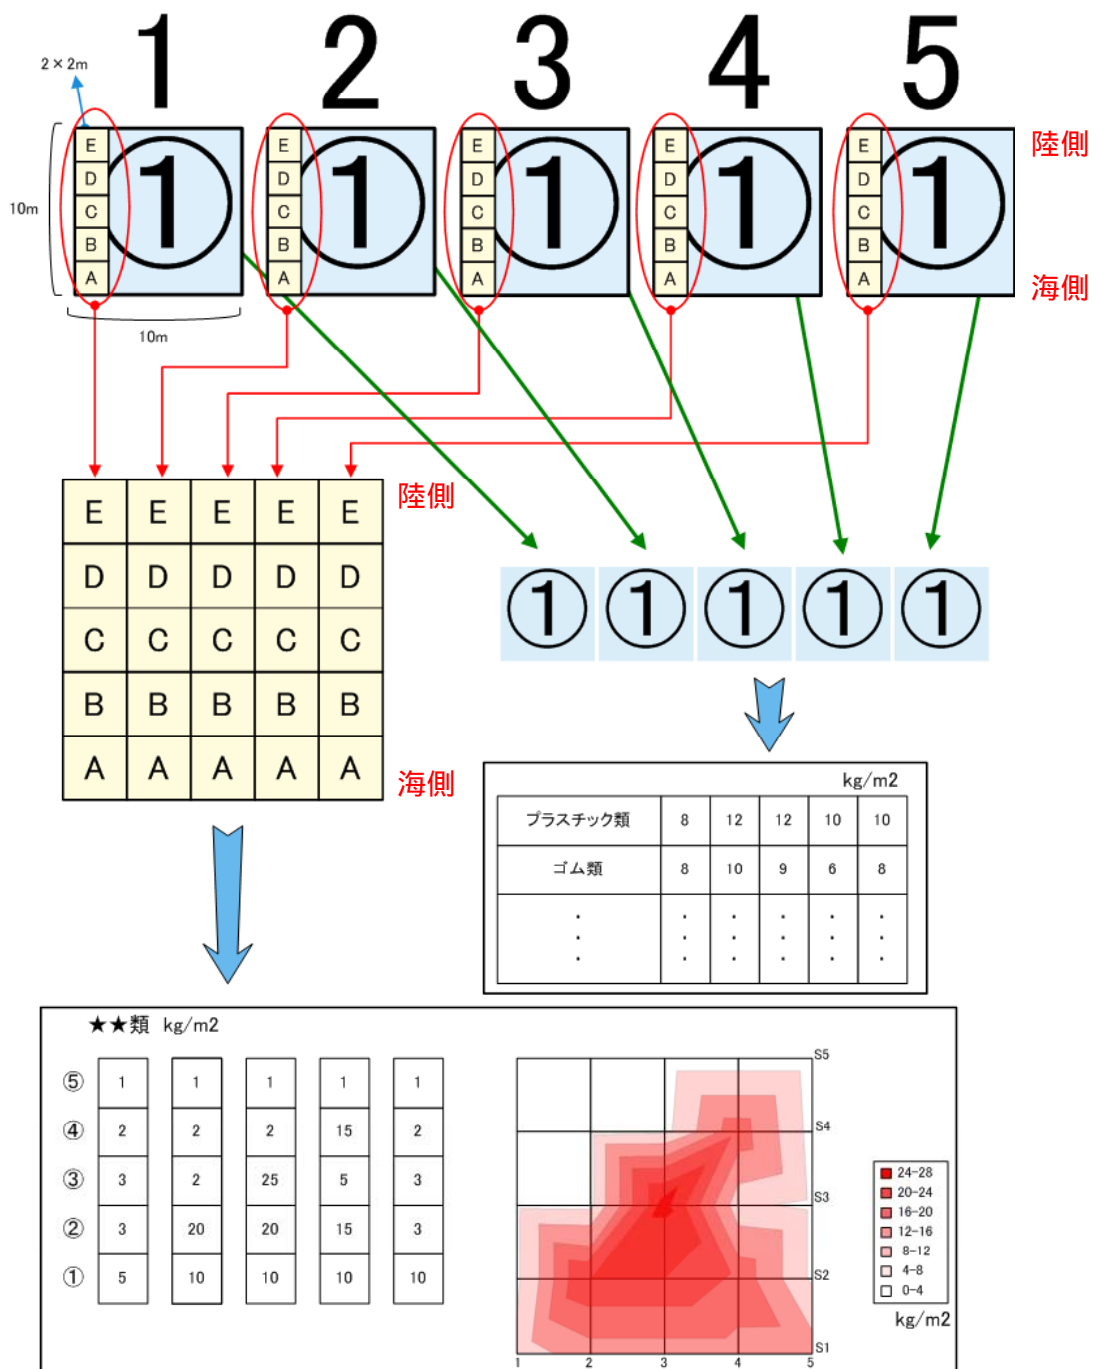 1 2 3 4 5
2×2m
E E E E E
陸側
D D D D D
10m
C C C C C
B B B B B
A A A A A
海側
① ① ① ① ①
10m
E E E E E
陸側
D D D D D
C C C C C
B B B B B
A A A A A
海側
① ① ① ① ①
kg/m2
プラスチック類 8 12 12 10 10
ゴム類 8 10 9 6 8
★★類 kg/m2
⑤ 1 1 1 1 1
④ 2 2 2 15 2
③ 3 2 25 5 3
② 3 20 20 15 3
① 5 10 10 10 10
S5
S4
S3
S2
S1
1 2 3 4 5
24-28
20-24
16-20
12-16
8-12
4-8
0-4
kg/m2